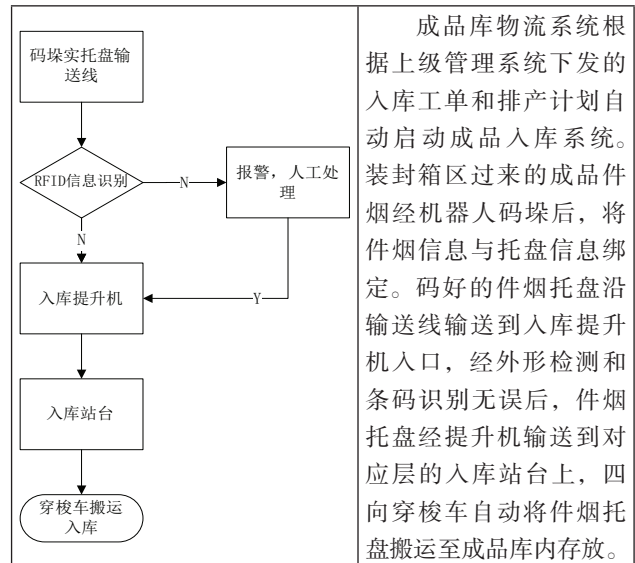 码垛实托盘输
送线
RFID信息识别
N
报警，人工处
理
N
入库提升机
Y
入库站台
穿梭车搬运
入库
成品库物流系统根
据上级管理系统下发的
入库工单和排产计划自
动启动成品入库系统。
装封箱区过来的成品件
烟经机器人码垛后，将
件烟信息与托盘信息绑
定。码好的件烟托盘沿
输送线输送到入库提升
机入口，经外形检测和
条码识别无误后，件烟
托盘经提升机输送到对
应层的入库站台上，四
向穿梭车自动将件烟托
盘搬运至成品库内存放。